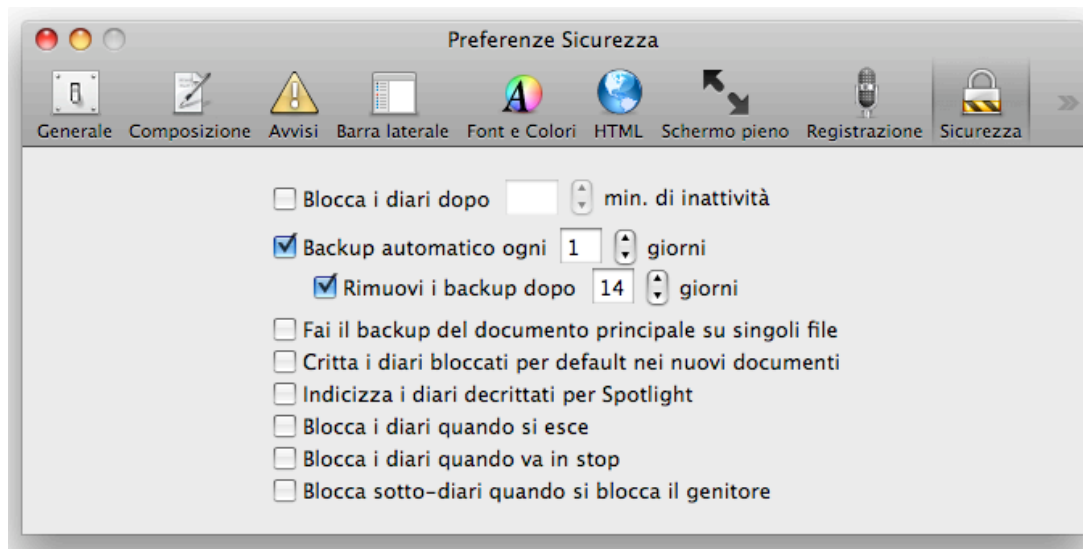 Preferenze Sicurezza
Generale Composizione Avvisi Barra laterale Font e Colori HTML Schermo pieno Registrazione Sicurezza
Blocca i diari dopo min. di inattività
Backup automatico ogni 1 giorni
Rimuovi i backup dopo 14 giorni
Fai il backup del documento principale su singoli file
Critta i diari bloccati per default nei nuovi documenti
Indicizza i diari decrittati per Spotlight
Blocca i diari quando si esce
Blocca i diari quando va in stop
Blocca sotto-diari quando si blocca il genitore